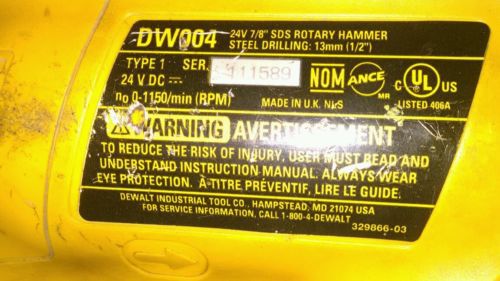 DW004 24V 7/8" SDS ROTARY HAMMER
STEEL DRILLING: 13mm (1/2")
TYPE 1 SER. 111589
24 V DC
no 0-1150/min (RPM)
NOM ANCE MR
C UL US
LISTED 406A
MADE IN U.K.
WARNING AVERTISSEMENT
TO REDUCE THE RISK OF INJURY, USER MUST READ AND
UNDERSTAND INSTRUCTION MANUAL. ALWAYS WEAR
EYE PROTECTION. À TITRE PRÉVENTIF, LIRE LE GUIDE.
DEWALT INDUSTRIAL TOOL CO., HAMPSTEAD, MD 21074 USA
FOR SERVICE INFORMATION, CALL 1-800-4-DEWALT
329866-03